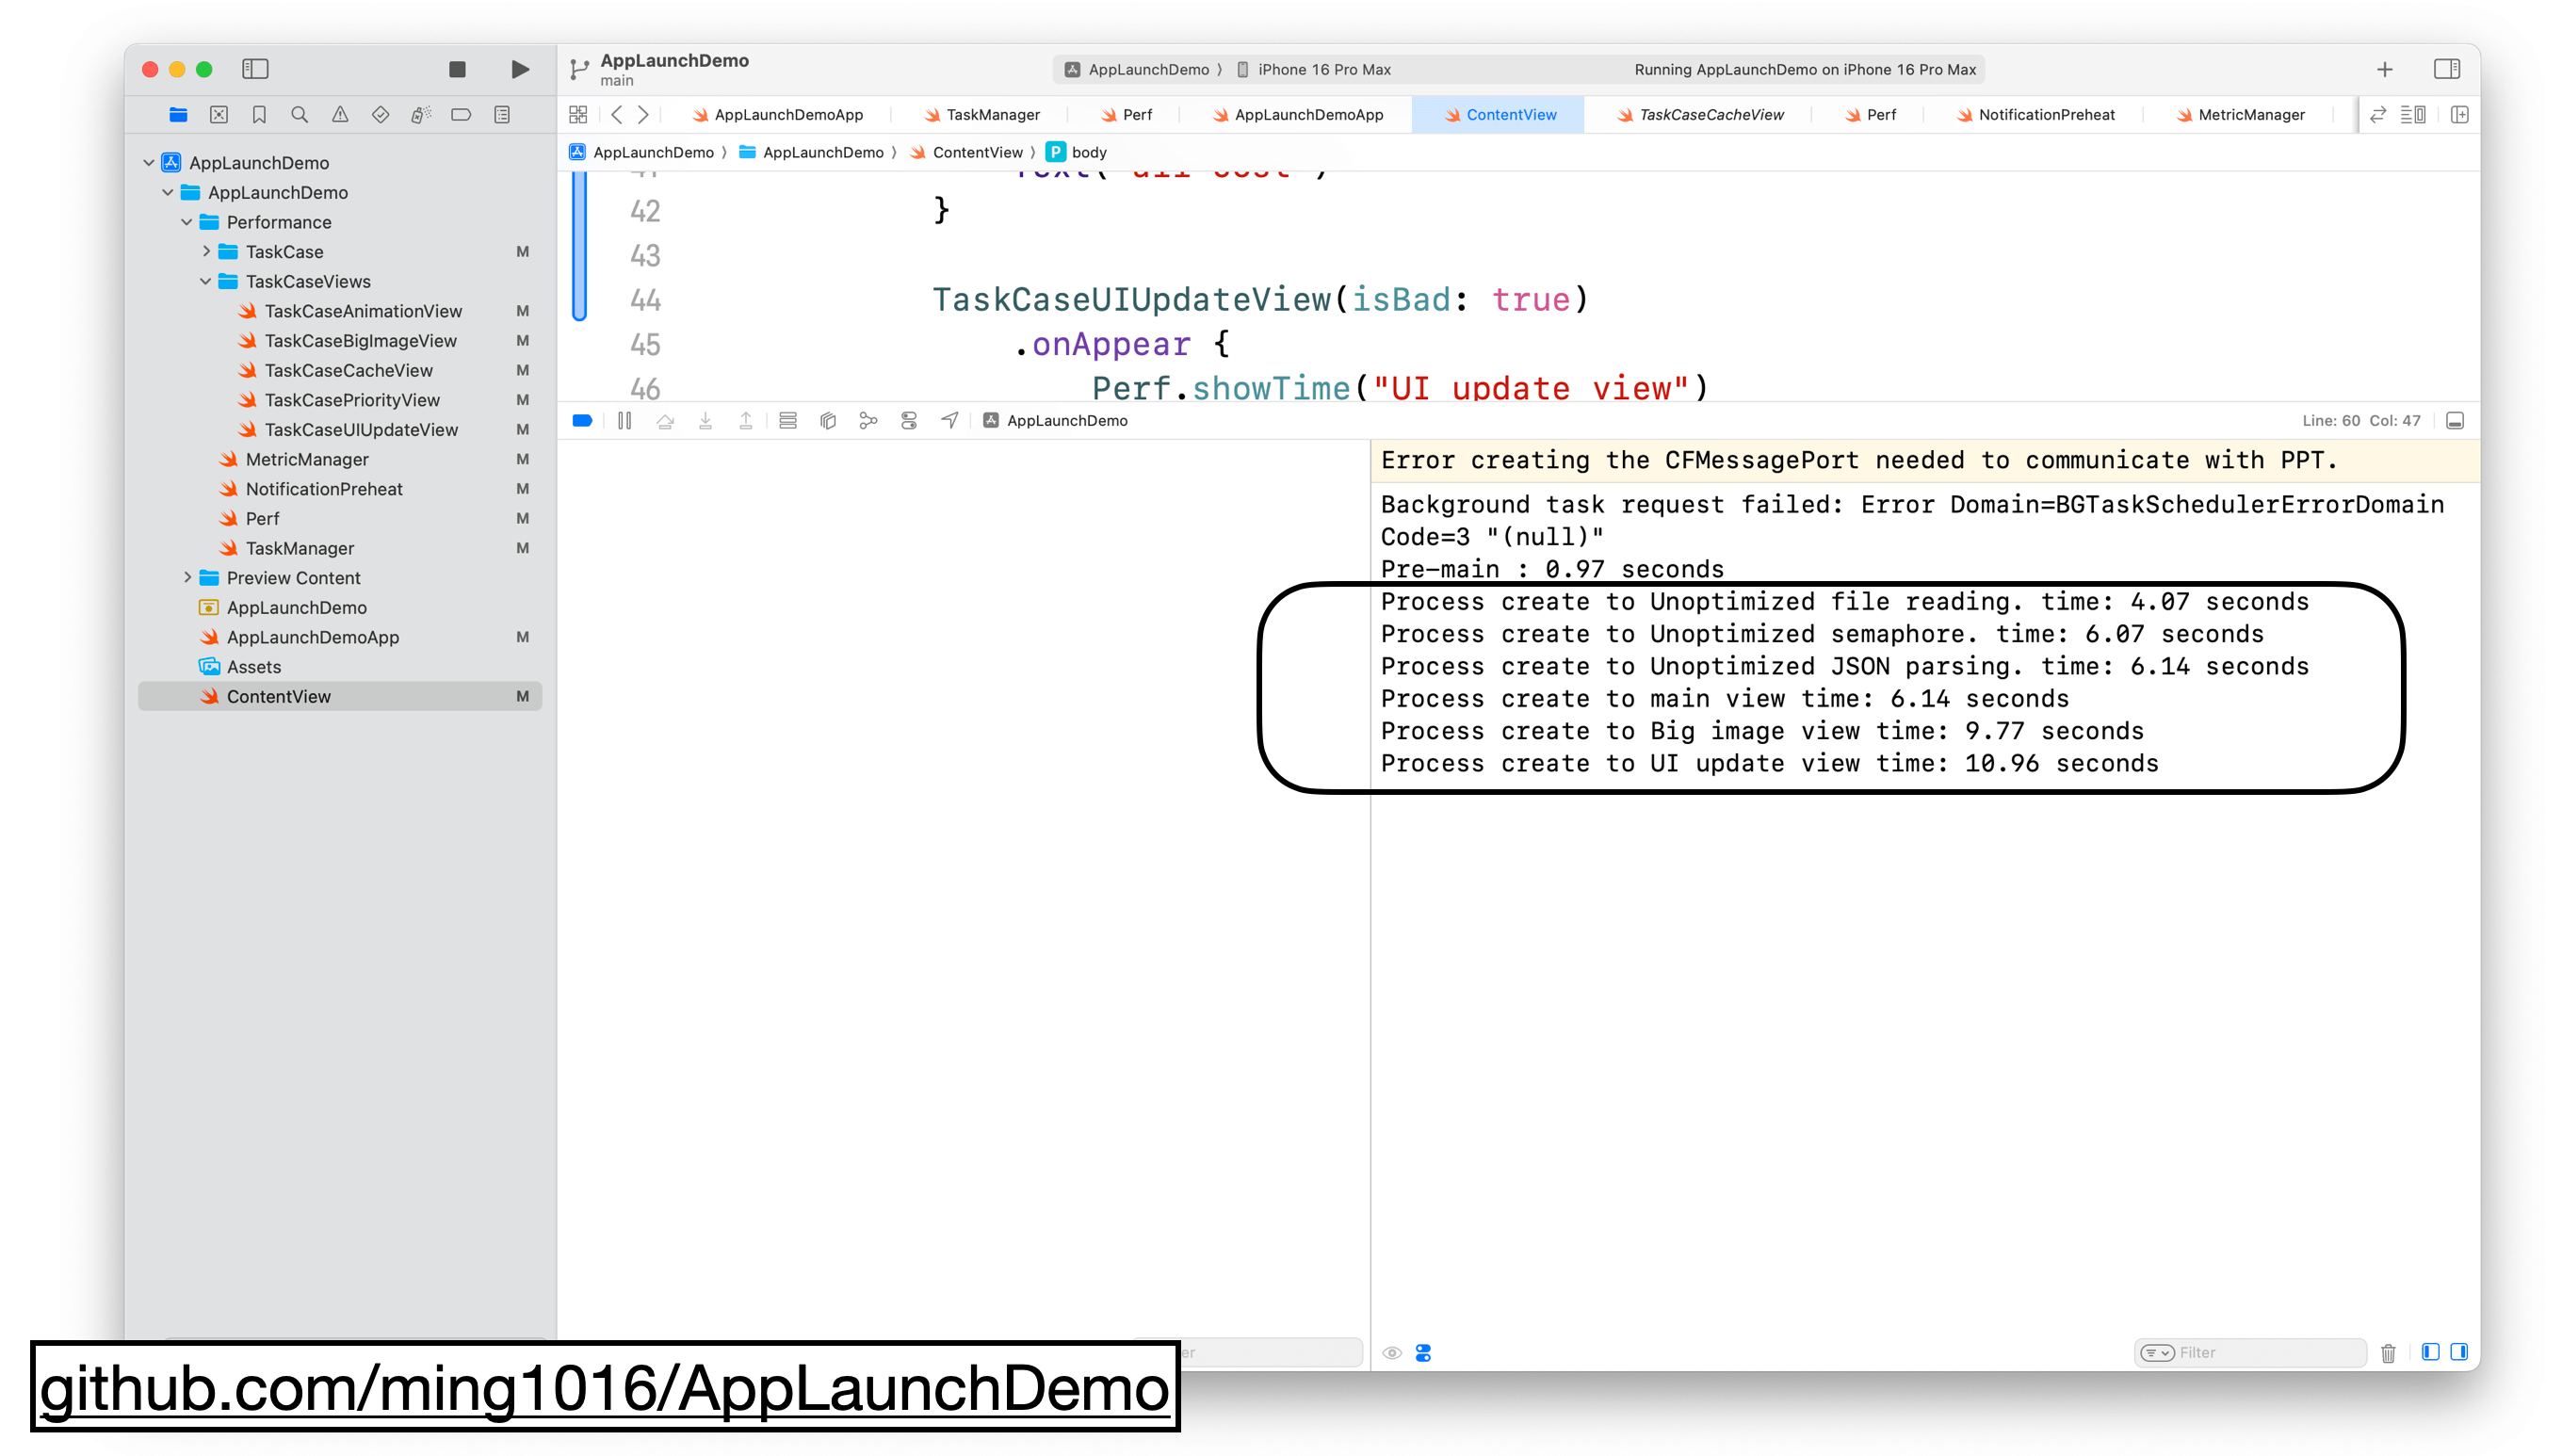 AppLaunchDemo
main
AppLaunchDemo iPhone 16 Pro Max
Running AppLaunchDemo on iPhone 16 Pro Max
AppLaunchDemoApp TaskManager Perf AppLaunchDemoApp ContentView TaskCaseCacheView Perf NotificationPreheat MetricManager
AppLaunchDemo AppLaunchDemo ContentView P body
AppLaunchDemo
AppLaunchDemo
Performance
TaskCase M
TaskCaseViews
TaskCaseAnimationView M
TaskCaseBigImageView M
TaskCaseCacheView M
TaskCasePriorityView M
TaskCaseUIUpdateView M
MetricManager M
NotificationPreheat M
Perf M
TaskManager M
Preview Content
AppLaunchDemo
AppLaunchDemoApp M
Assets
ContentView M
42 }
43
44 TaskCaseUIUpdateView(isBad: true)
45 .onAppear {
46 Perf.showTime("UI update view")
AppLaunchDemo
Line: 60 Col: 47
Error creating the CFMessagePort needed to communicate with PPT.
Background task request failed: Error Domain=BGTaskSchedulerErrorDomain
Code=3 "(null)"
Pre-main : 0.97 seconds
Process create to Unoptimized file reading. time: 4.07 seconds
Process create to Unoptimized semaphore. time: 6.07 seconds
Process create to Unoptimized JSON parsing. time: 6.14 seconds
Process create to main view time: 6.14 seconds
Process create to Big image view time: 9.77 seconds
Process create to UI update view time: 10.96 seconds
Filter
github.com/ming1016/AppLaunchDemo